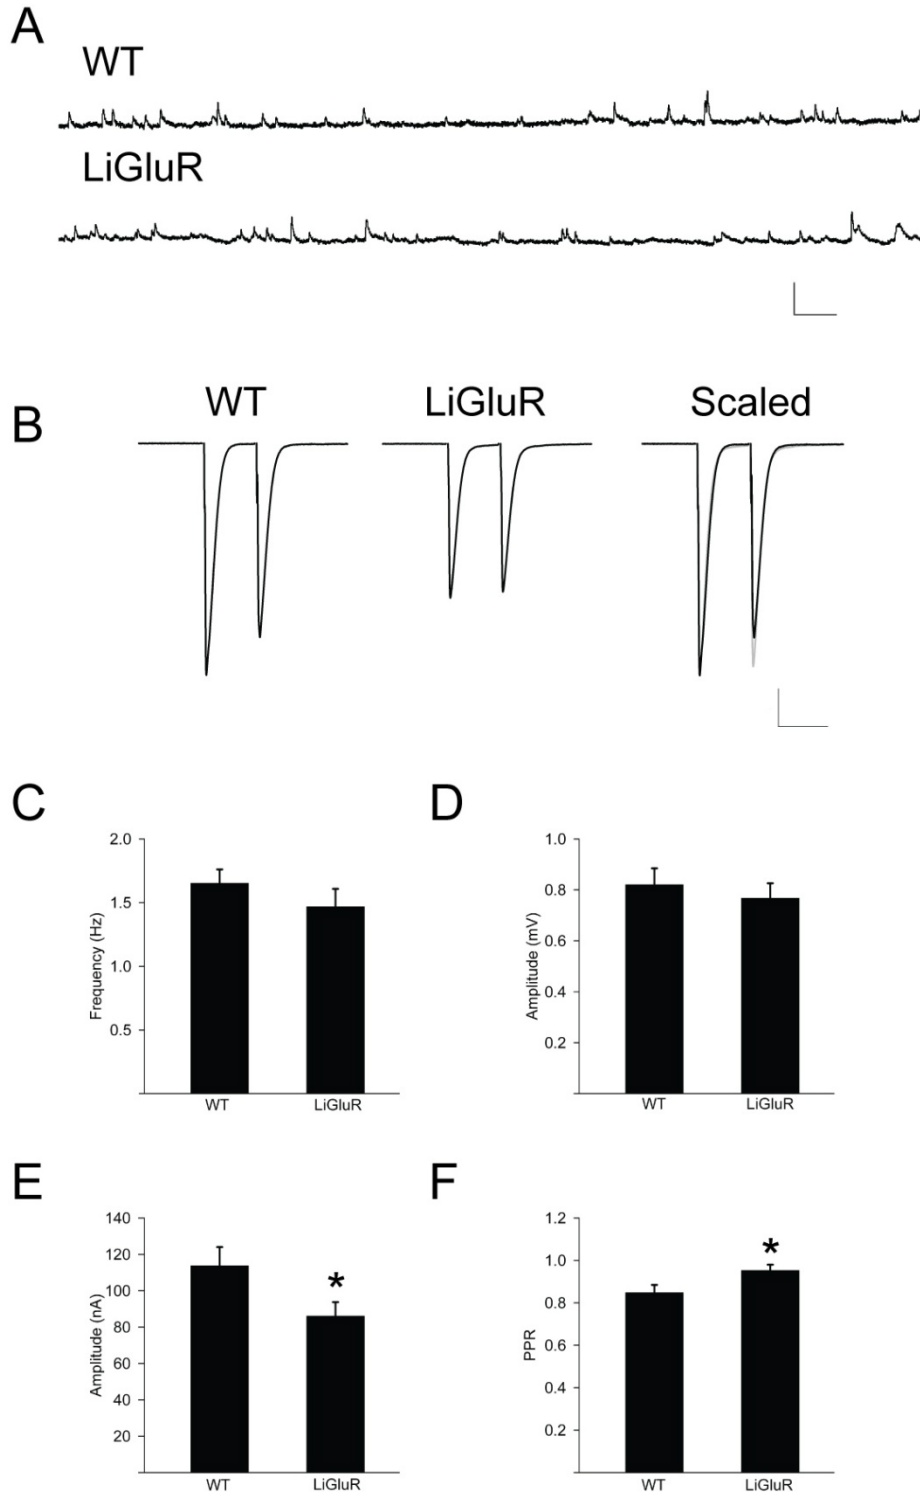 A
WT
LiGluR
B
WT LiGluR Scaled
C
2.0
1.5
1.0
0.5
Frequency (Hz)
WT LiGluR
D
1.0
0.8
0.6
0.4
0.2
Amplitude (mV)
WT LiGluR
E
140
120
100
80
60
40
20
Amplitude (nA)
*
WT LiGluR
F
1.2
1.0
0.8
0.6
0.4
0.2
PPR
*
WT LiGluR